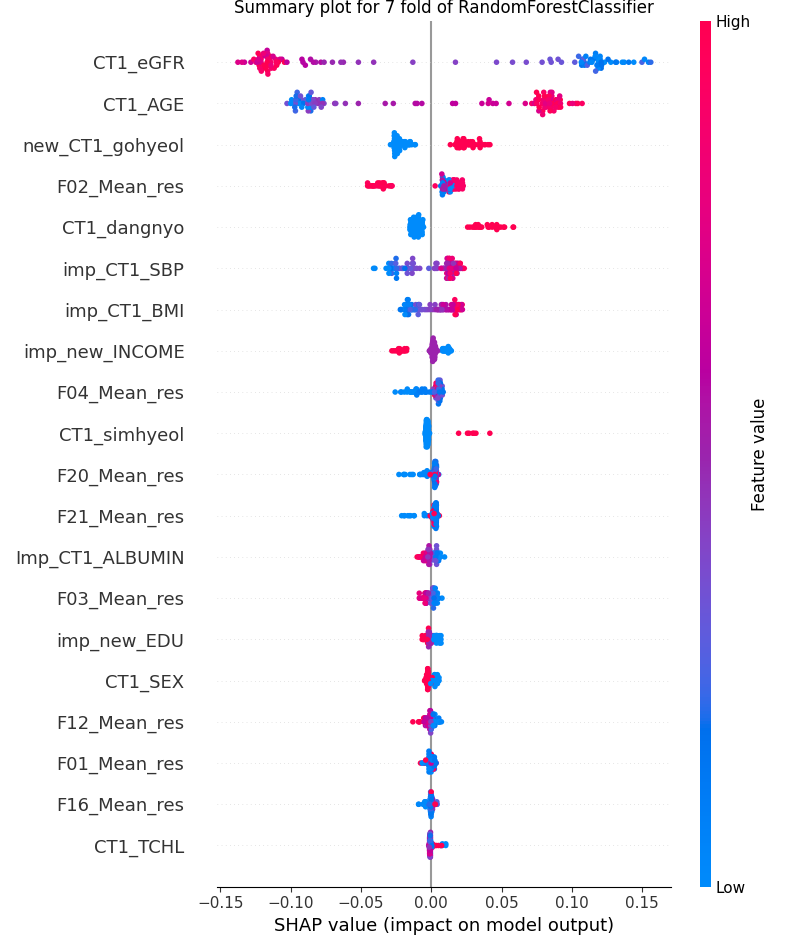 Summary plot for 7 fold of RandomForestClassifier
High
CT1_eGFR
CT1_AGE
new_CT1_gohyeol
F02_Mean_res
CT1_dangnyo
imp_CT1_SBP
imp_CT1_BMI
imp_new_INCOME
F04_Mean_res
CT1_simhyeol
F20_Mean_res
F21_Mean_res
Imp_CT1_ALBUMIN
F03_Mean_res
imp_new_EDU
CT1_SEX
F12_Mean_res
F01_Mean_res
F16_Mean_res
CT1_TCHL
Feature value
Low
−0.15 −0.10 −0.05 0.00 0.05 0.10 0.15
SHAP value (impact on model output)